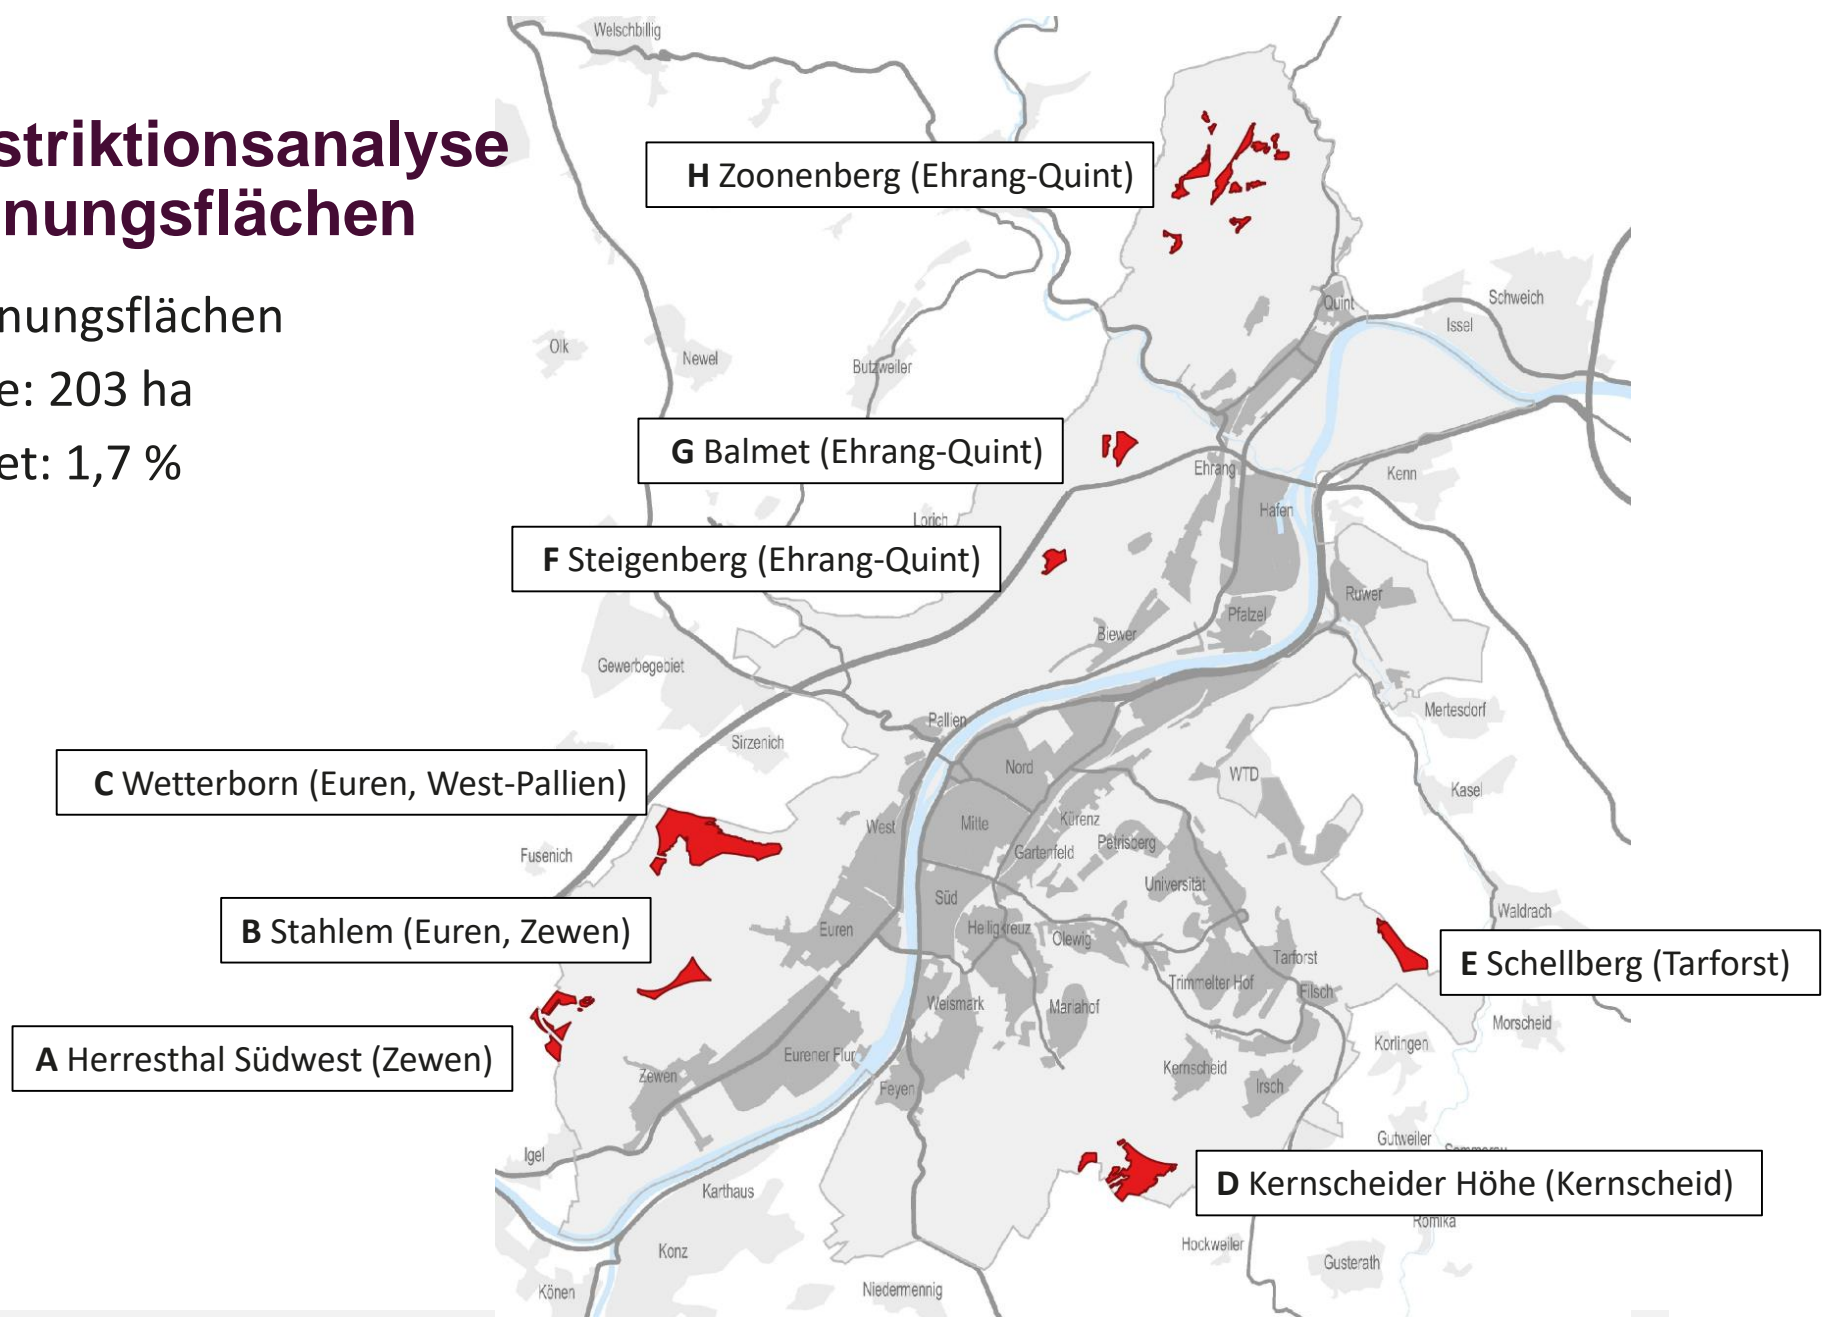 striktionsanalyse
nungsflächen
nungsflächen
e: 203 ha
et: 1,7 %
Welschbillig
H Zoonenberg (Ehrang-Quint)
Quint
Schweich
Issel
Olk
Newel
Butzweiler
G Balmet (Ehrang-Quint)
Ehrang
Kenn
Lorich
Hafen
F Steigenberg (Ehrang-Quint)
Ruwer
Pfalzel
Biewer
Gewerbegebiet
Mertesdorf
Pallien
Sirzenich
C Wetterborn (Euren, West-Pallien)
Nord
WTD
Kasel
West
Mitte
Kürenz
Petrisberg
Gartenfeld
Fusenich
Universität
Süd
Waldrach
B Stahlem (Euren, Zewen)
Euren
Heiligkreuz
Olewig
Tarforst
E Schellberg (Tarforst)
Trimmelter Hof
Filsch
Weismark
Mariahof
Morscheid
A Herresthal Südwest (Zewen)
Eurener Flur
Korlingen
Zewen
Kernscheid
Irsch
Feyen
Gutweiler
Sommerau
Igel
D Kernscheider Höhe (Kernscheid)
Karthaus
Romika
Konz
Hockweiler
Gusterath
Könen
Niedermennig